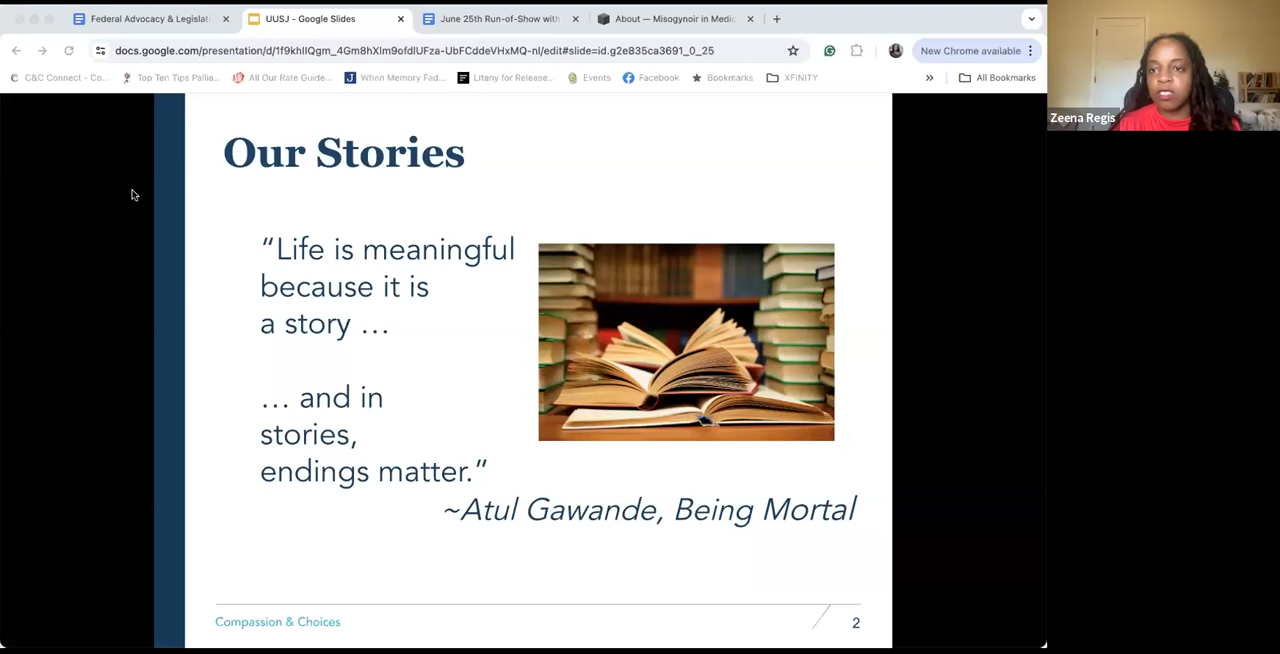 Federal Advocacy & Legislati
UUSJ - Google Slides
June 25th Run-of-Show with
About — Misogynoir in Medic
docs.google.com/presentation/d/1f9khIlQgm_4Gm8hXlm9ofdlUFza-UbFCddeVHxMQ-nI/edit#slide=id.g2e835ca3691_0_25
New Chrome available
C&C Connect - Co...
Top Ten Tips Pallia...
All Our Rate Guide...
When Memory Fad...
Litany for Release...
Events
Facebook
Bookmarks
XFINITY
»
All Bookmarks
Zeena Regis
Our Stories
“Life is meaningful
because it is
a story …
… and in
stories,
endings matter.”
~Atul Gawande, Being Mortal
Compassion & Choices
2